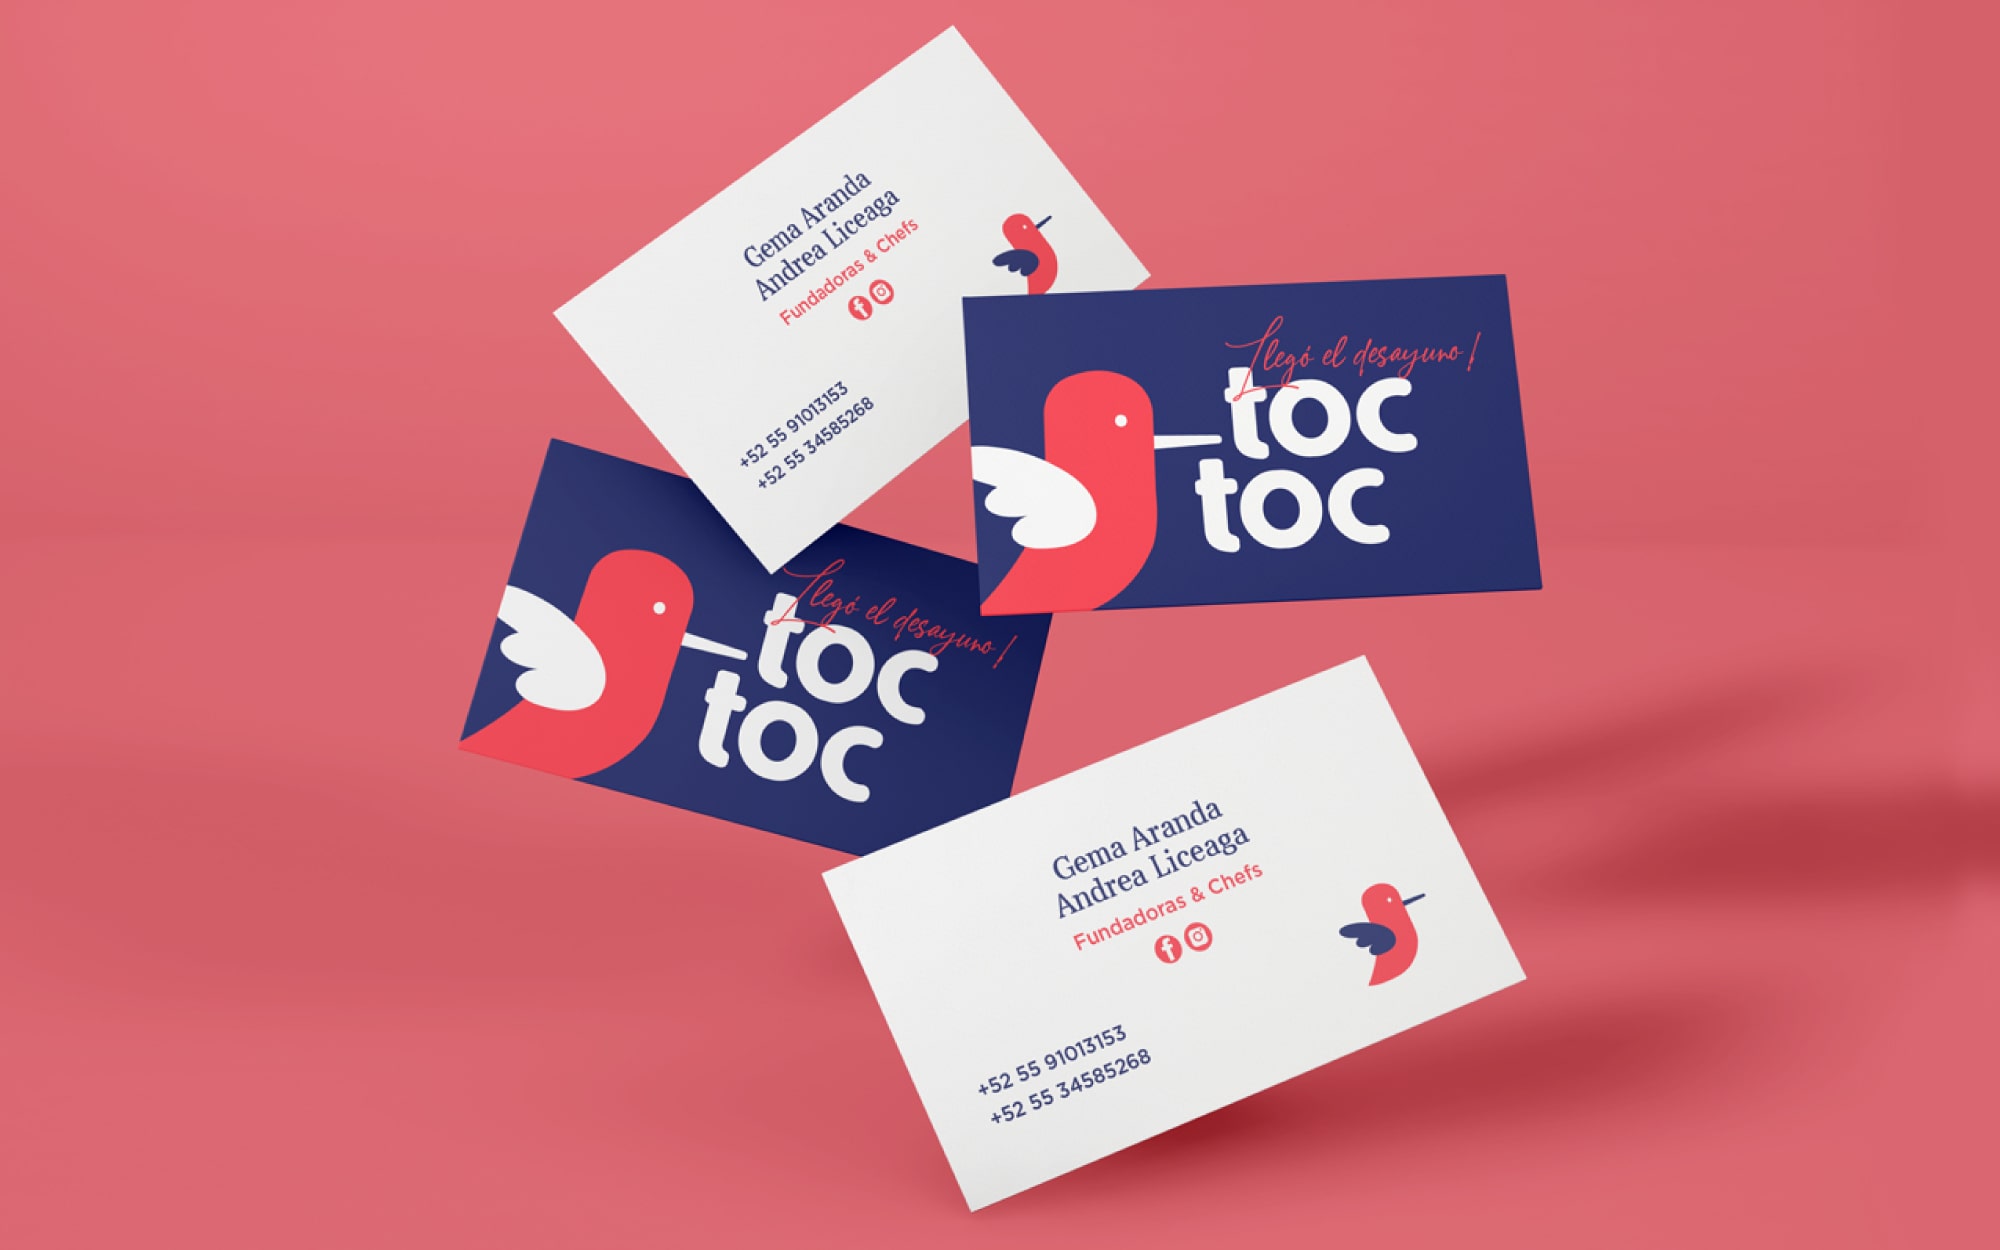 Gema Aranda
Andrea Liceaga
Fundadoras & Chefs
+52 55 91013153
+52 55 34585268
Llegó el desayuno!
toc
toc
Llegó el desayuno!
toc
toc
Gema Aranda
Andrea Liceaga
Fundadoras & Chefs
+52 55 91013153
+52 55 34585268